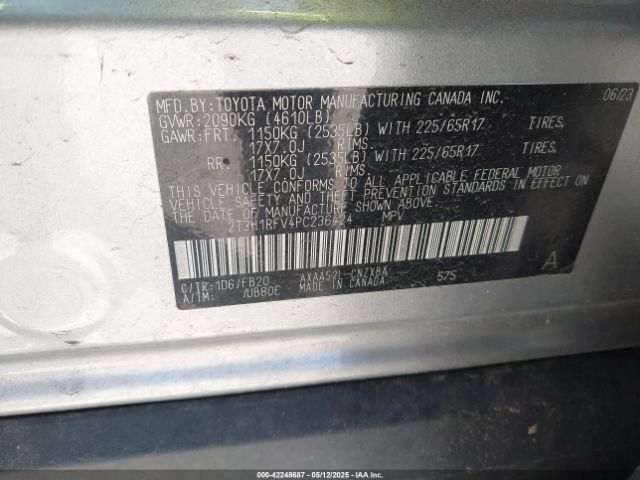 MFD.BY:TOYOTA MOTOR MANUFACTURING CANADA INC. 06/23
GVWR:2090KG (4610LB)
GAWR:FRT. 1150KG (2535LB) WITH 225/65R17 TIRES,
17X7.0J RIMS,
RR. 1150KG (2535LB) WITH 225/65R17 TIRES,
17X7.0J RIMS,
THIS VEHICLE CONFORMS TO ALL APPLICABLE FEDERAL MOTOR
VEHICLE SAFETY AND THEFT PREVENTION STANDARDS IN EFFECT ON
THE DATE OF MANUFACTURE SHOWN ABOVE.
MPV
C/TR:1D6/FB20 AXAA52L-CNZXBA 575 A
A/TM: /UB80E MADE IN CANADA
000-42248687 05/12/2025 - IAAI.COM